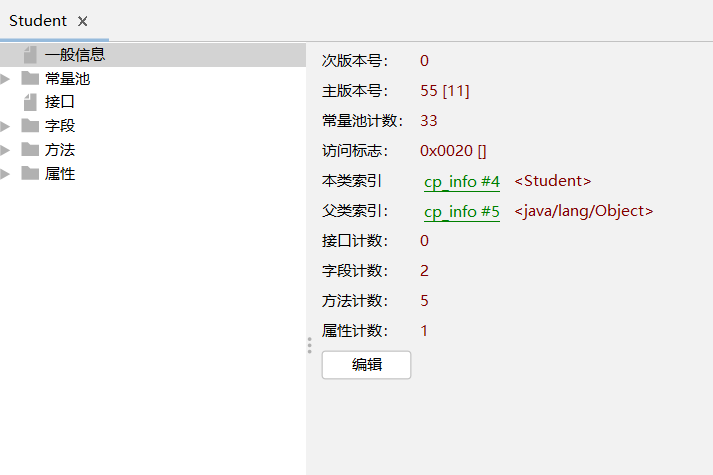 Student ×
一般信息
常量池
接口
字段
方法
属性
次版本号： 0
主版本号： 55 [11]
常量池计数： 33
访问标志： 0x0020 []
本类索引 cp_info #4 <Student>
父类索引： cp_info #5 <java/lang/Object>
接口计数： 0
字段计数： 2
方法计数： 5
属性计数： 1
编辑